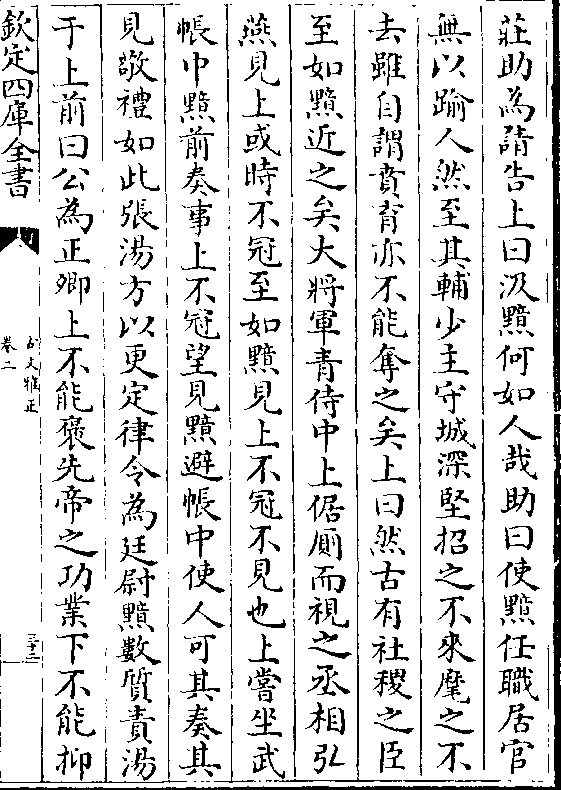 莊助為請告上曰汲黯何如人哉助曰使黯任職居官
無以踰人然至其輔少主守城深堅招之不來麾之不
去雖自謂賁育亦不能奪之矣上曰然古有社稷之臣
至如黯近之矣大將軍青侍中上倨廁而視之丞相弘
燕見上或時不冠至如黯見上不冠不見也上嘗坐武
帳中黯前奏事上不冠望見黯避帳中使人可其奏其
見敬禮如此張湯方以更定律令為廷尉黯數質責湯
于上前曰公為正卿上不能褒先帝之功業下不能抑
欽定四庫全書
古文雅正
卷二
三十二